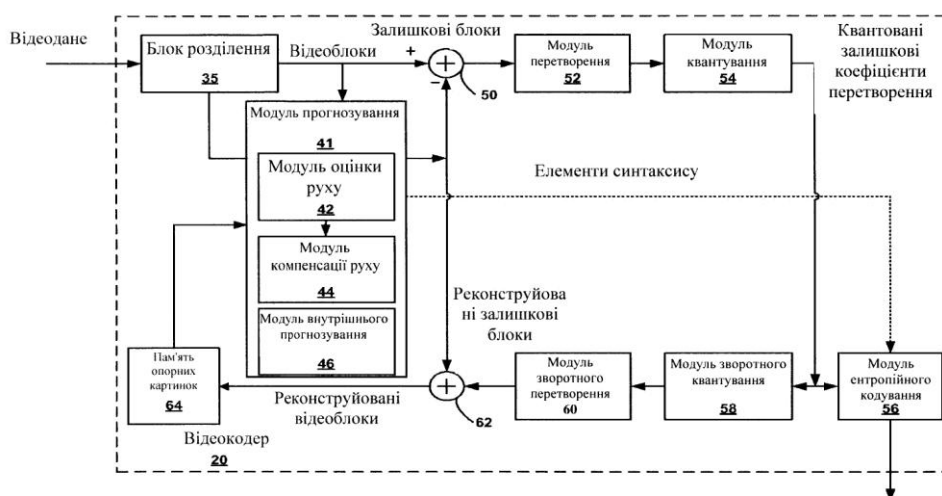 Відеодане
Блок розділення
35
Відеоблоки
+
−
Залишкові блоки
50
Модуль
перетворення
52
Модуль
квантування
54
Квантовані
залишкові
коефіцієнти
перетворення
Модуль прогнозування
41
Модуль оцінки
руху
42
Модуль
компенсації руху
44
Модуль внутрішнього
прогнозування
46
Елементи синтаксису
Реконструйова
ні залишкові
блоки
Пам'ять
опорних
картинок
64
Реконструйовані
відеоблоки
62
Модуль
зворотного
перетворення
60
Модуль зворотного
квантування
58
Модуль
ентропійного
кодування
56
Відеокодер
20